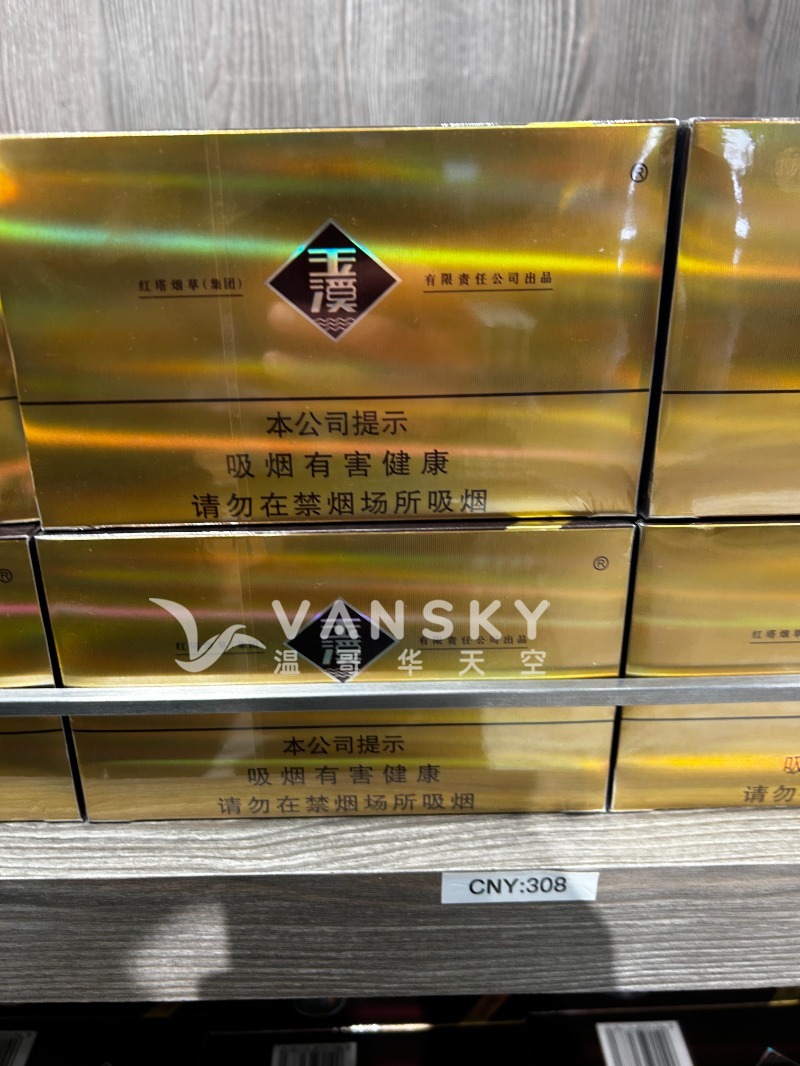 ®
玉溪
红塔烟草(集团) 有限责任公司出品
本公司提示
吸烟有害健康
请勿在禁烟场所吸烟
®
®
VANSKY
温哥华天空
溪
有限责任公司出品
红塔烟草
本公司提示
吸烟有害健康
请勿在禁烟场所吸烟
吸
请勿
CNY:308